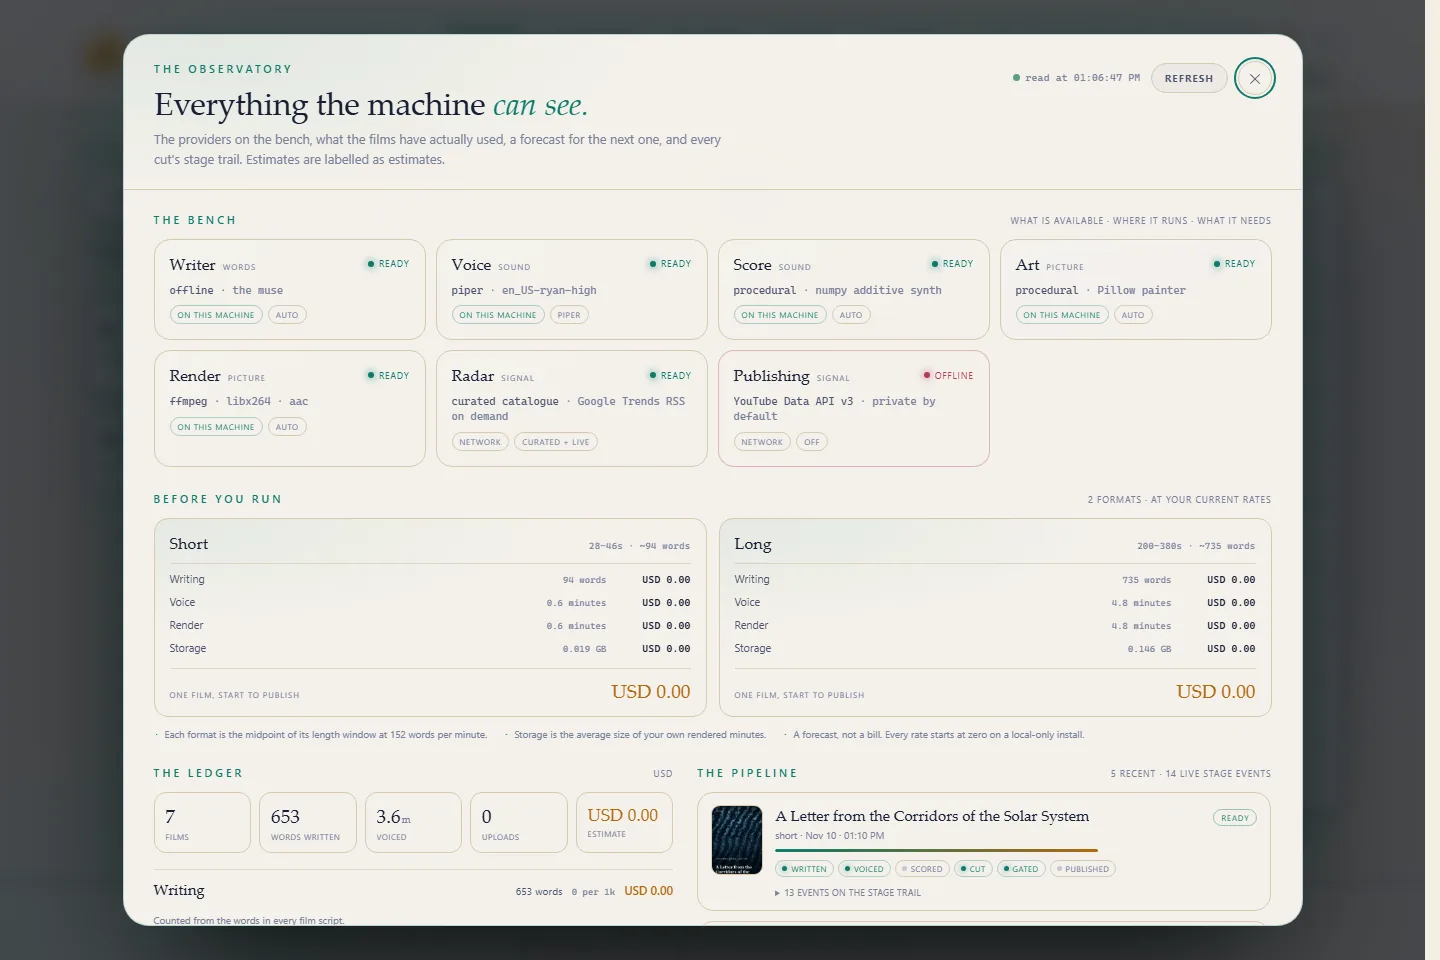 THE OBSERVATORY
Everything the machine can see.
The providers on the bench, what the films have actually used, a forecast for the next one, and every
cut's stage trail. Estimates are labelled as estimates.
read at 01:06:47 PM
REFRESH
THE BENCH
WHAT IS AVAILABLE · WHERE IT RUNS · WHAT IT NEEDS
Writer WORDS
READY
offline · the muse
ON THIS MACHINE
AUTO
Voice SOUND
READY
piper · en_US-ryan-high
ON THIS MACHINE
PIPER
Score SOUND
READY
procedural · numpy additive synth
ON THIS MACHINE
AUTO
Art PICTURE
READY
procedural · Pillow painter
ON THIS MACHINE
AUTO
Render PICTURE
READY
ffmpeg · libx264 · aac
ON THIS MACHINE
AUTO
Radar SIGNAL
READY
curated catalogue · Google Trends RSS
on demand
NETWORK
CURATED + LIVE
Publishing SIGNAL
OFFLINE
YouTube Data API v3 · private by
default
NETWORK
OFF
BEFORE YOU RUN
2 FORMATS · AT YOUR CURRENT RATES
Short
28–46s · ~94 words
Writing 94 words USD 0.00
Voice 0.6 minutes USD 0.00
Render 0.6 minutes USD 0.00
Storage 0.019 GB USD 0.00
ONE FILM, START TO PUBLISH
USD 0.00
Long
200–380s · ~735 words
Writing 735 words USD 0.00
Voice 4.8 minutes USD 0.00
Render 4.8 minutes USD 0.00
Storage 0.146 GB USD 0.00
ONE FILM, START TO PUBLISH
USD 0.00
· Each format is the midpoint of its length window at 152 words per minute. · Storage is the average size of your own rendered minutes. · A forecast, not a bill. Every rate starts at zero on a local-only install.
THE LEDGER
USD
7
FILMS
653
WORDS WRITTEN
3.6m
VOICED
0
UPLOADS
USD 0.00
ESTIMATE
Writing
653 words 0 per 1k USD 0.00
Counted from the words in every film script.
THE PIPELINE
5 RECENT · 14 LIVE STAGE EVENTS
A Letter from the Corridors of the Solar System
READY
short · Nov 10 · 01:10 PM
WRITTEN
VOICED
SCORED
CUT
GATED
PUBLISHED
13 EVENTS ON THE STAGE TRAIL
A Letter from the
Corridors of the